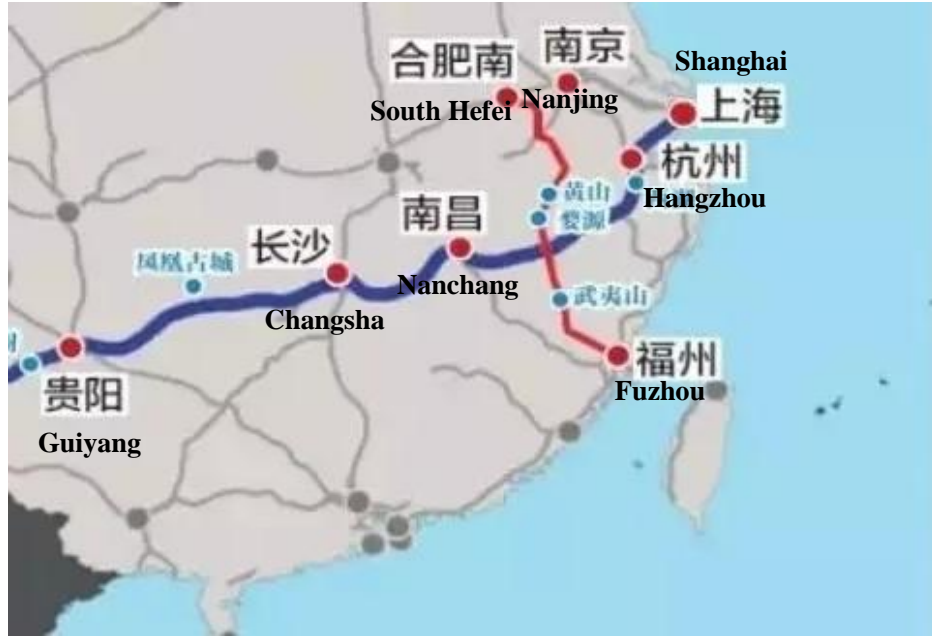 南京
Shanghai
合肥南
South Hefei
Nanjing
上海
杭州
黄山
Hangzhou
婺源
南昌
长沙
凤凰古城
Nanchang
武夷山
Changsha
福州
Fuzhou
贵阳
Guiyang